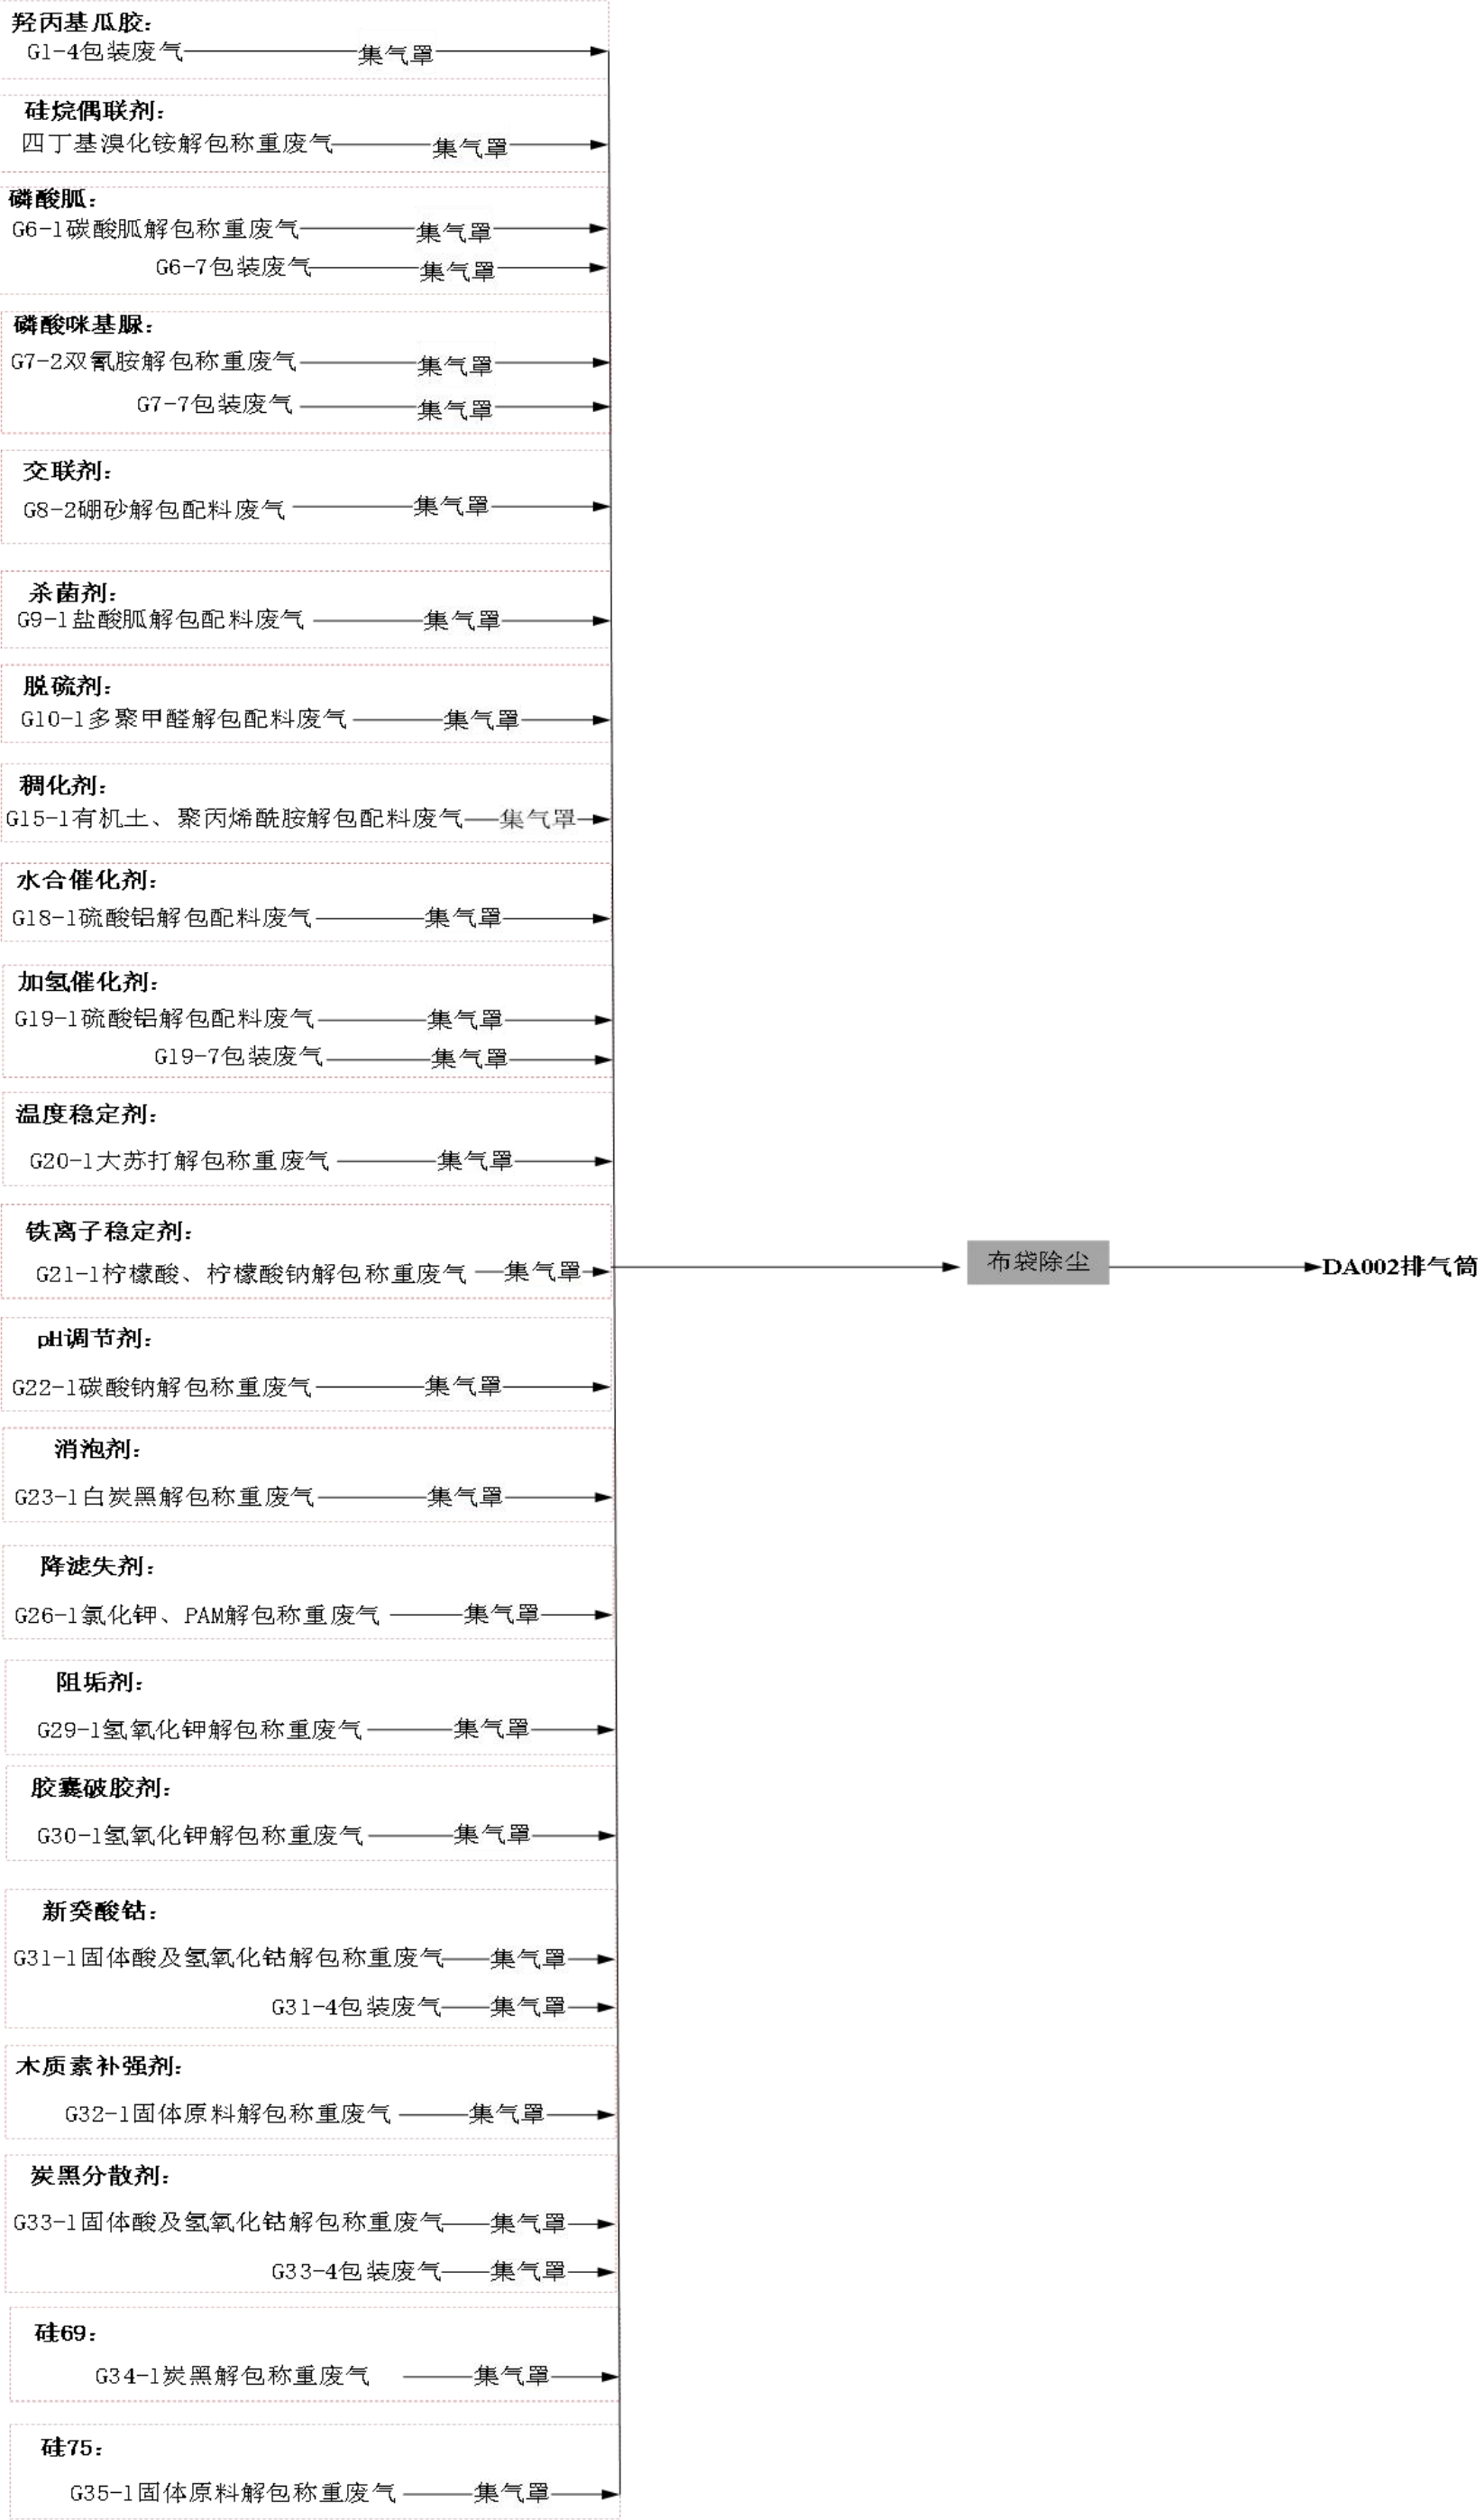 羟丙基瓜胶：
G1-4包装废气 集气罩
硅烷偶联剂：
四丁基溴化铵解包称重废气 集气罩
磷酸胍：
G6-1碳酸胍解包称重废气 集气罩
G6-7包装废气 集气罩
磷酸咪基脲：
G7-2双氰胺解包称重废气 集气罩
G7-7包装废气 集气罩
交联剂：
G8-2硼砂解包配料废气 集气罩
杀菌剂：
G9-1盐酸胍解包配料废气 集气罩
脱硫剂：
G10-1多聚甲醛解包配料废气 集气罩
稠化剂：
G15-1有机土、聚丙烯酰胺解包配料废气 集气罩
水合催化剂：
G18-1硫酸铝解包配料废气 集气罩
加氢催化剂：
G19-1硫酸铝解包配料废气 集气罩
G19-7包装废气 集气罩
温度稳定剂：
G20-1大苏打解包称重废气 集气罩
铁离子稳定剂：
G21-1柠檬酸、柠檬酸钠解包称重废气 集气罩 布袋除尘 DA002排气筒
pH调节剂：
G22-1碳酸钠解包称重废气 集气罩
消泡剂：
G23-1白炭黑解包称重废气 集气罩
降滤失剂：
G26-1氯化钾、PAM解包称重废气 集气罩
阻垢剂：
G29-1氢氧化钾解包称重废气 集气罩
胶囊破胶剂：
G30-1氢氧化钾解包称重废气 集气罩
新癸酸钴：
G31-1固体酸及氢氧化钴解包称重废气 集气罩
G31-4包装废气 集气罩
木质素补强剂：
G32-1固体原料解包称重废气 集气罩
炭黑分散剂：
G33-1固体酸及氢氧化钴解包称重废气 集气罩
G33-4包装废气 集气罩
硅69：
G34-1炭黑解包称重废气 集气罩
硅75：
G35-1固体原料解包称重废气 集气罩